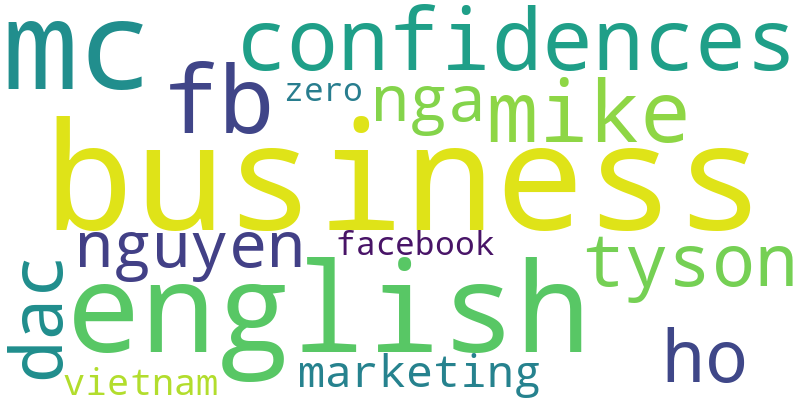 mc confidences
fb zero nga mike
business
nguyen facebook tyson
dac english ho
vietnam marketing